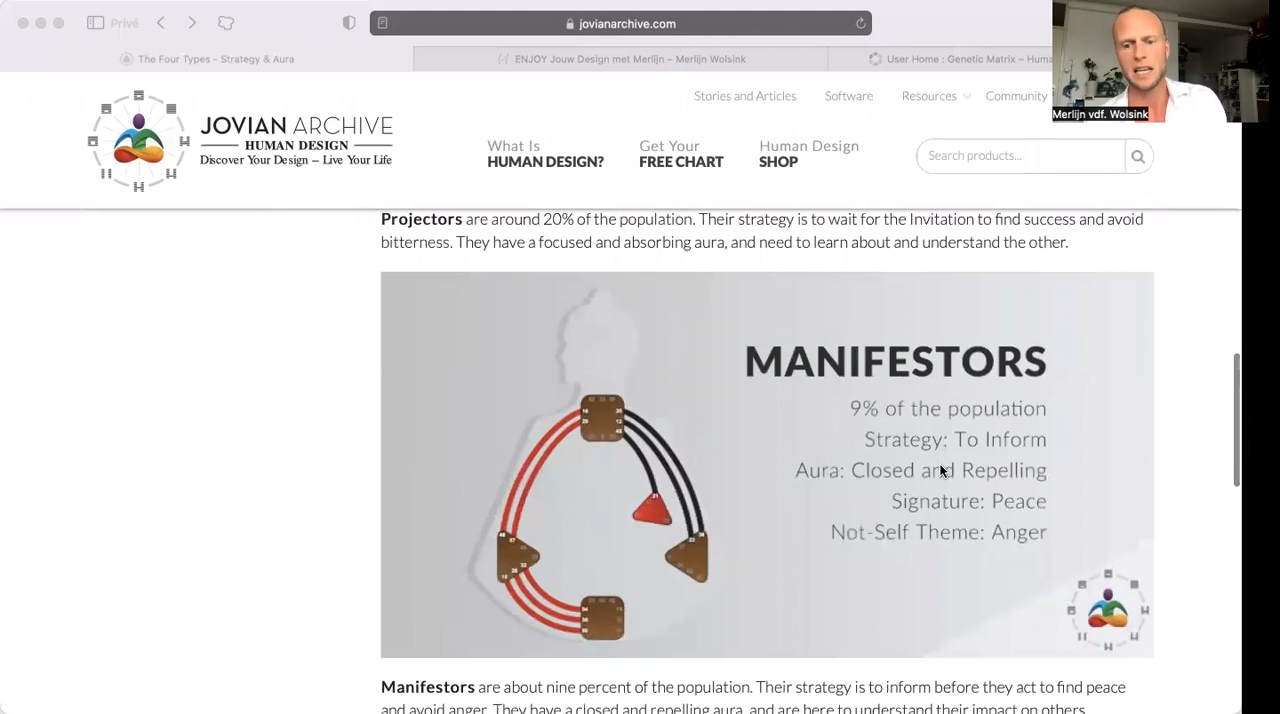 Privé
jovianarchive.com
The Four Types - Strategy & Aura
ENJOY Jouw Design met Merlijn – Merlijn Wolsink
User Home : Genetic Matrix – Huma
Merlijn vdf. Wolsink
Stories and Articles
Software
Resources
Community
JOVIAN ARCHIVE
HUMAN DESIGN
Discover Your Design – Live Your Life
What Is
HUMAN DESIGN?
Get Your
FREE CHART
Human Design
SHOP
Search products...
Projectors are around 20% of the population. Their strategy is to wait for the Invitation to find success and avoid
bitterness. They have a focused and absorbing aura, and need to learn about and understand the other.
MANIFESTORS
9% of the population
Strategy: To Inform
Aura: Closed and Repelling
Signature: Peace
Not-Self Theme: Anger
Manifestors are about nine percent of the population. Their strategy is to inform before they act to find peace
and avoid anger. They have a closed and repelling aura, and are here to understand their impact on others.